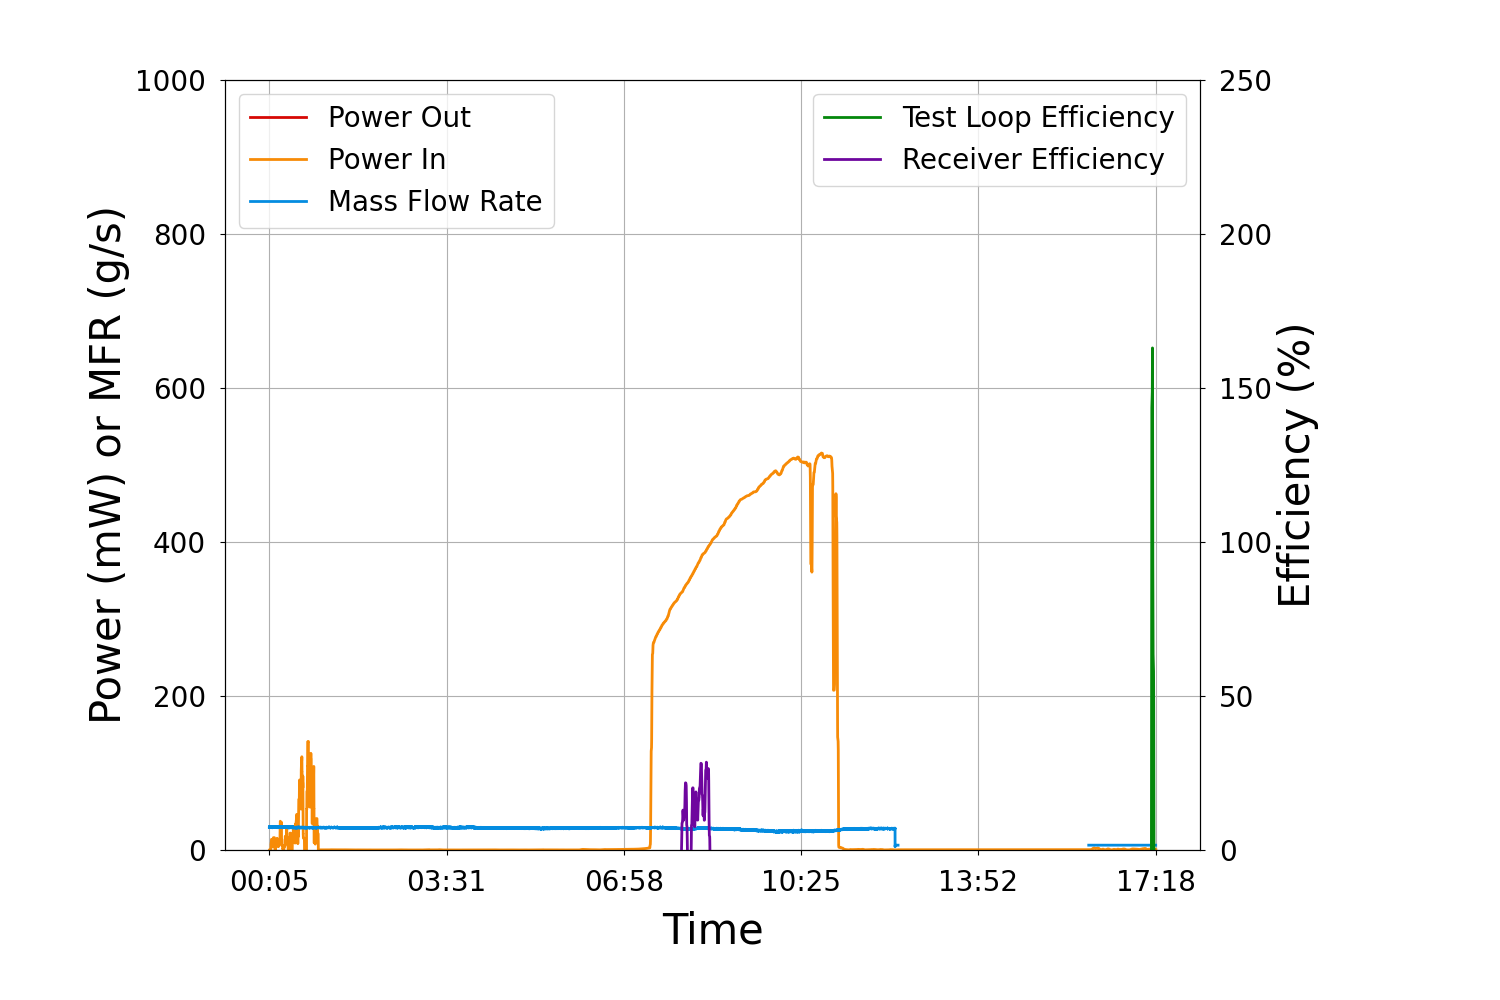 Power (mW) or MFR (g/s)
1000
800
600
400
200
0
Power Out
Power In
Mass Flow Rate
Test Loop Efficiency
Receiver Efficiency
250
200
150
100
50
0
Efficiency (%)
00:05 03:31 06:58 10:25 13:52 17:18
Time